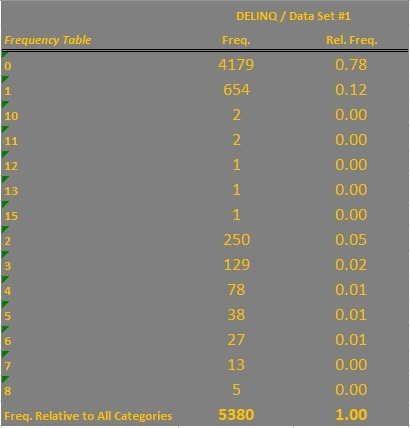 DELINQ / Data Set #1
Frequency Table Freq. Rel. Freq.
0 4179 0.78
1 654 0.12
10 2 0.00
11 2 0.00
12 1 0.00
13 1 0.00
15 1 0.00
2 250 0.05
3 129 0.02
4 78 0.01
5 38 0.01
6 27 0.01
7 13 0.00
8 5 0.00
Freq. Relative to All Categories 5380 1.00